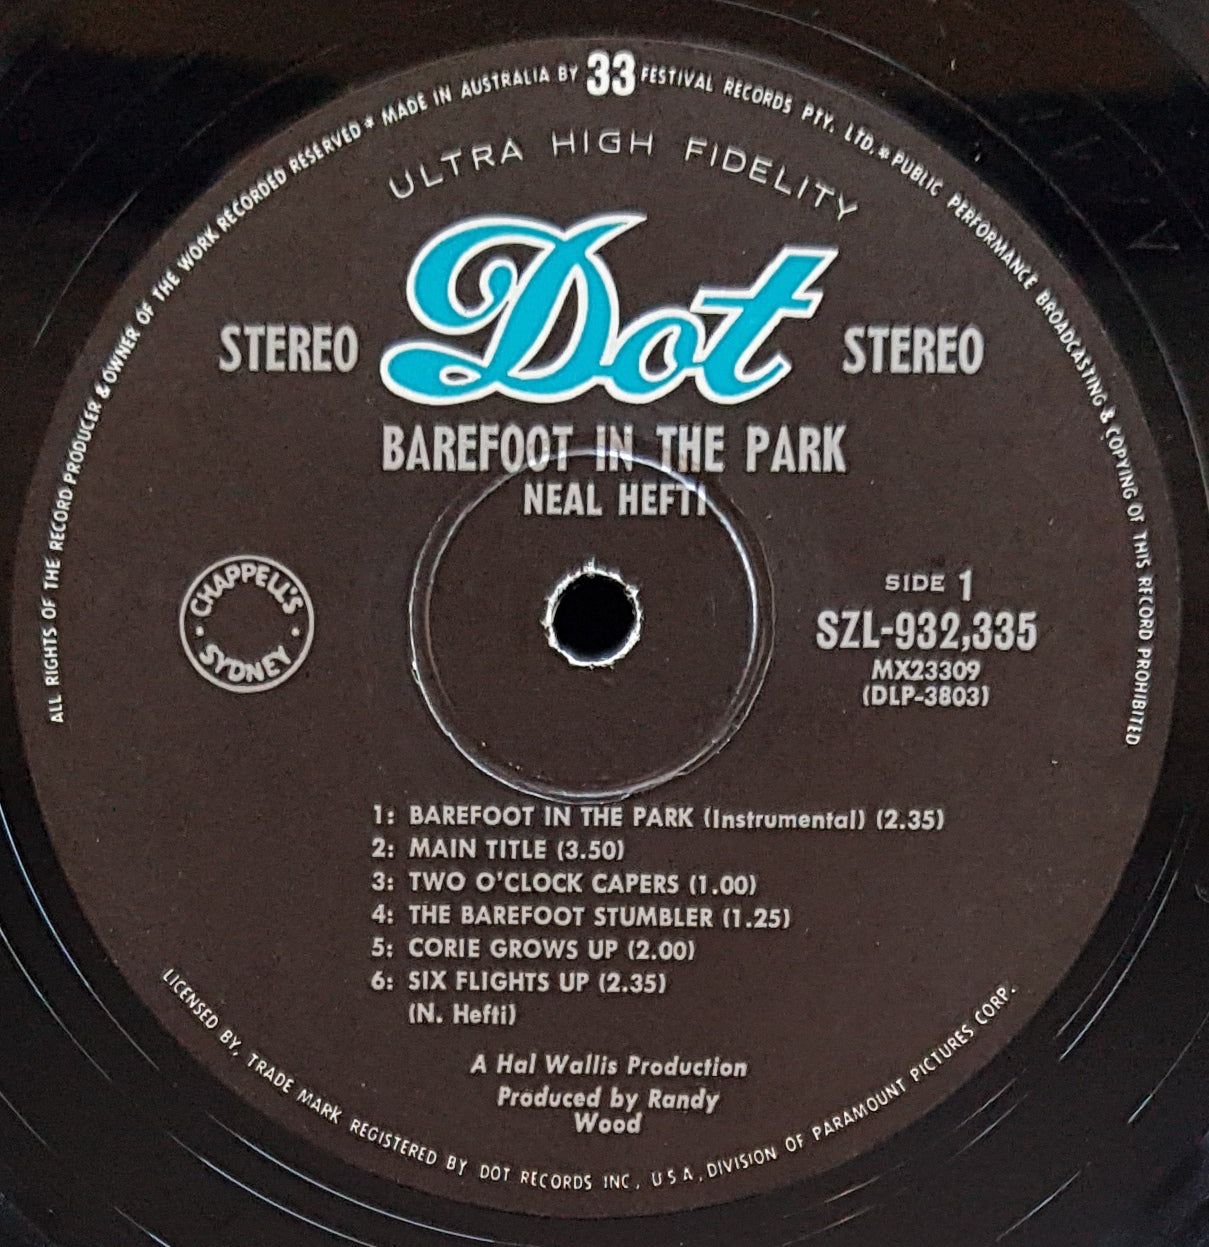 ALL RIGHTS OF THE RECORD PRODUCER & OWNER OF THE WORK RECORDED RESERVED * MADE IN AUSTRALIA BY 33 FESTIVAL RECORDS PTY. LTD. * PUBLIC PERFORMANCE BROADCASTING & COPYING OF THIS RECORD PROHIBITED
ULTRA HIGH FIDELITY
STEREO Dot STEREO
BAREFOOT IN THE PARK
NEAL HEFTI
CHAPPELL'S
• SYDNEY •
SIDE 1
SZL-932,335
MX23309
(DLP-3803)
1: BAREFOOT IN THE PARK (Instrumental) (2.35)
2: MAIN TITLE (3.50)
3: TWO O'CLOCK CAPERS (1.00)
4: THE BAREFOOT STUMBLER (1.25)
5: CORIE GROWS UP (2.00)
6: SIX FLIGHTS UP (2.35)
(N. Hefti)
A Hal Wallis Production
Produced by Randy
Wood
LICENSED BY, TRADE MARK REGISTERED BY DOT RECORDS INC, U S A, DIVISION OF PARAMOUNT PICTURES CORP.